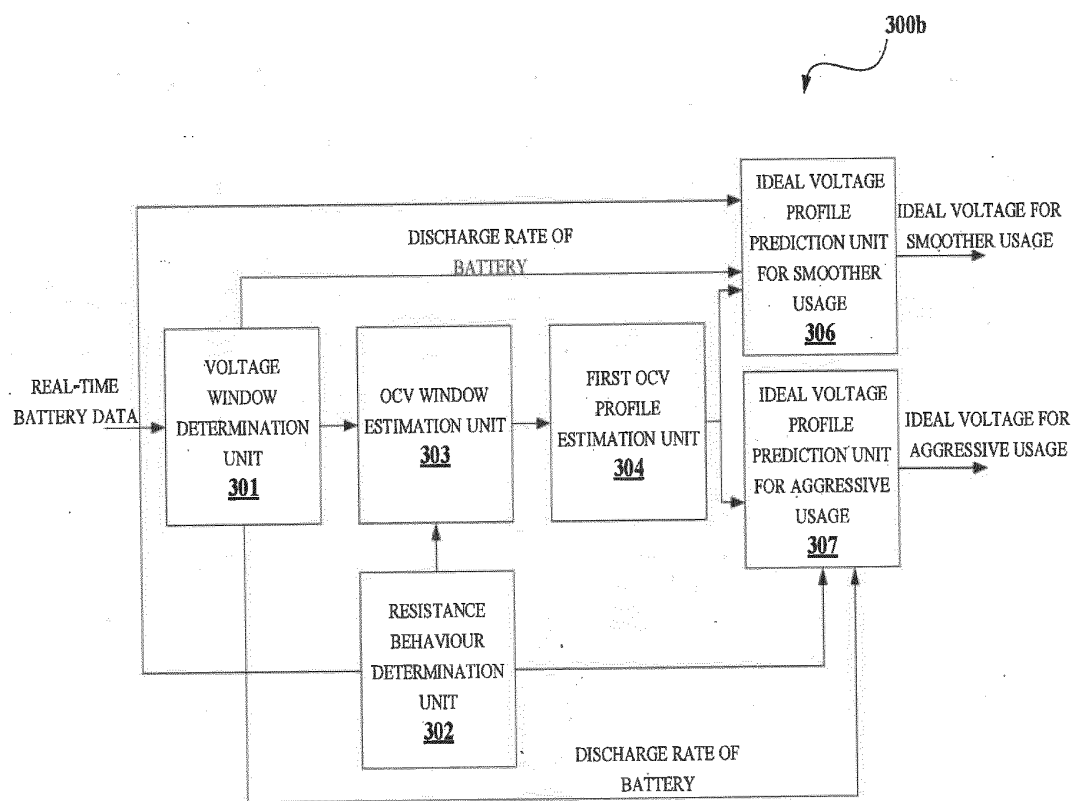 300b
IDEAL VOLTAGE
PROFILE
PREDICTION UNIT
FOR SMOOTHER
USAGE
306
IDEAL VOLTAGE FOR
SMOOTHER USAGE
DISCHARGE RATE OF
BATTERY
REAL-TIME
BATTERY DATA
VOLTAGE
WINDOW
DETERMINATION
UNIT
301
OCV WINDOW
ESTIMATION UNIT
303
FIRST OCV
PROFILE
ESTIMATION UNIT
304
IDEAL VOLTAGE
PROFILE
PREDICTION UNIT
FOR AGGRESSIVE
USAGE
307
IDEAL VOLTAGE FOR
AGGRESSIVE USAGE
RESISTANCE
BEHAVIOUR
DETERMINATION
UNIT
302
DISCHARGE RATE OF
BATTERY